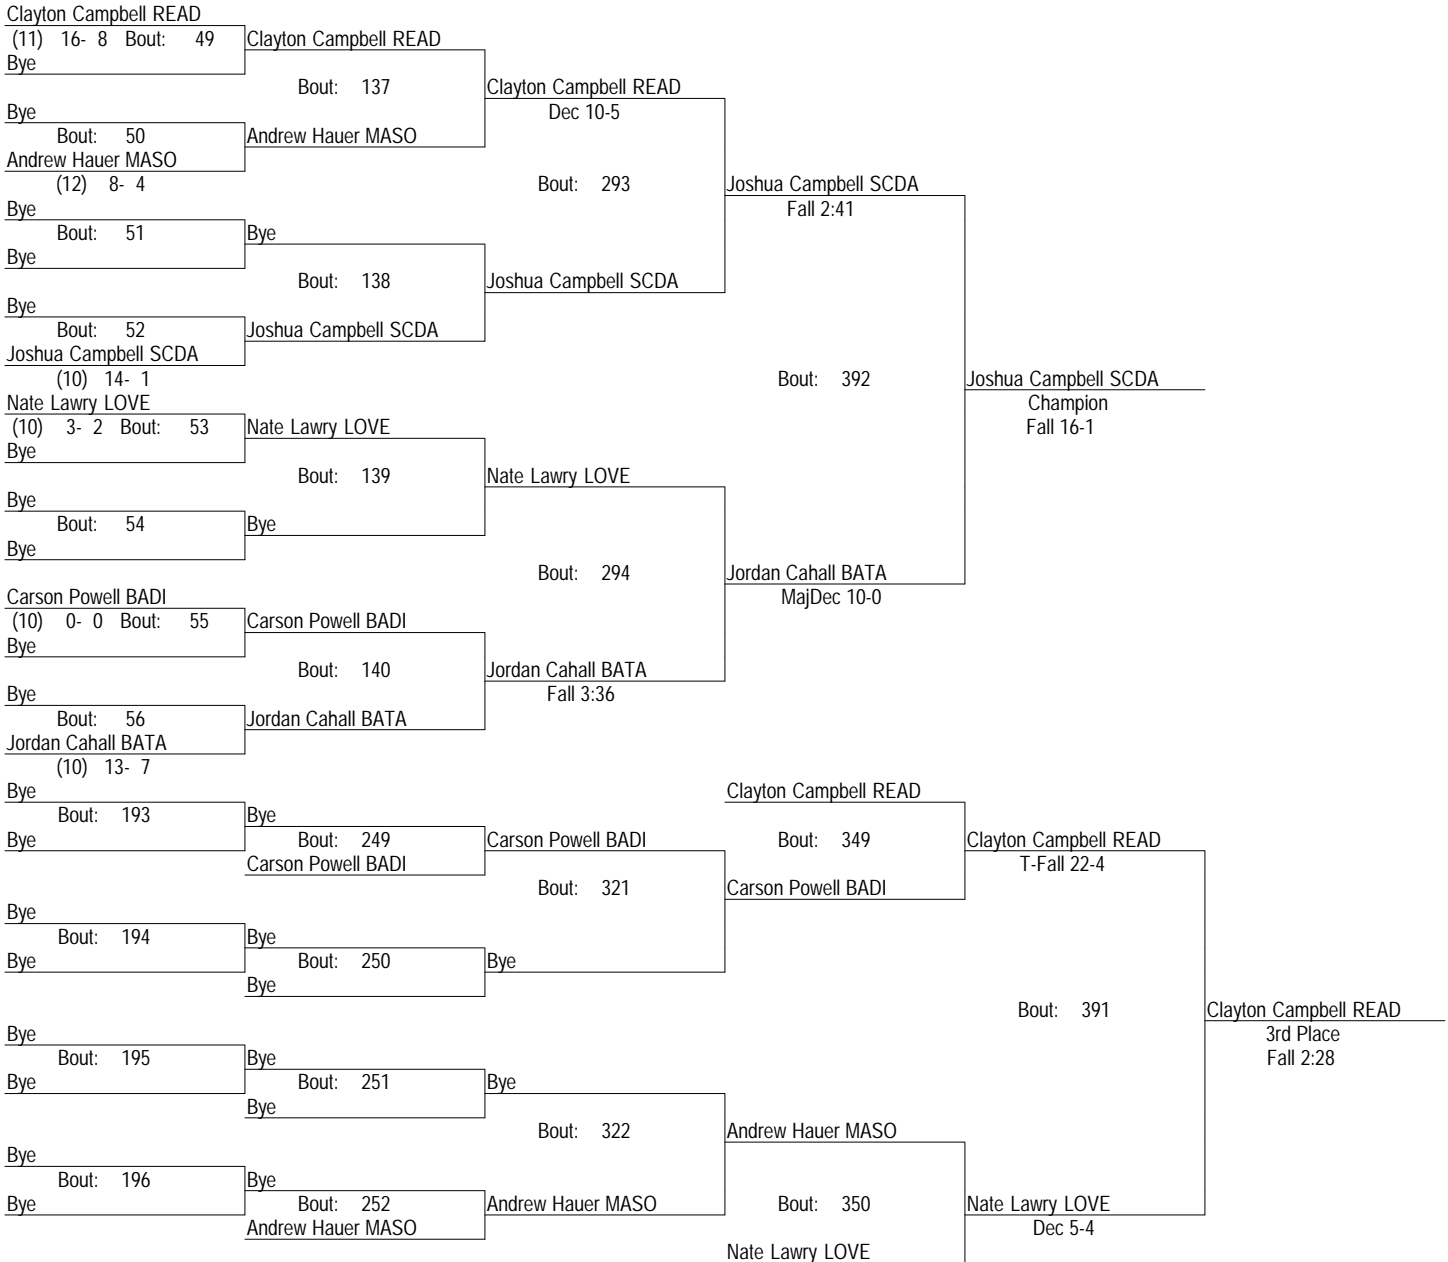 Clayton Campbell READ
(11) 16- 8 Bout: 49 Clayton Campbell READ
Bye
Bout: 137 Clayton Campbell READ
Bye Dec 10-5
Bout: 50 Andrew Hauer MASO
Andrew Hauer MASO
(12) 8- 4 Bout: 293 Joshua Campbell SCDA
Bye Fall 2:41
Bout: 51 Bye
Bye
Bout: 138 Joshua Campbell SCDA
Bye
Bout: 52 Joshua Campbell SCDA
Joshua Campbell SCDA
(10) 14- 1 Bout: 392 Joshua Campbell SCDA
Nate Lawry LOVE Champion
(10) 3- 2 Bout: 53 Nate Lawry LOVE Fall 16-1
Bye
Bout: 139 Nate Lawry LOVE
Bye
Bout: 54 Bye
Bye
Bout: 294 Jordan Cahall BATA
Carson Powell BADI MajDec 10-0
(10) 0- 0 Bout: 55 Carson Powell BADI
Bye
Bout: 140 Jordan Cahall BATA
Bye Fall 3:36
Bout: 56 Jordan Cahall BATA
Jordan Cahall BATA
(10) 13- 7
Bye Clayton Campbell READ
Bout: 193 Bye
Bye Bout: 249 Carson Powell BADI Bout: 349 Clayton Campbell READ
Carson Powell BADI T-Fall 22-4
Bout: 321 Carson Powell BADI
Bye
Bout: 194 Bye
Bye Bout: 250 Bye
Bye
Bout: 391 Clayton Campbell READ
Bye 3rd Place
Bout: 195 Bye Fall 2:28
Bye Bout: 251 Bye
Bye
Bout: 322 Andrew Hauer MASO
Bye
Bout: 196 Bye
Bye Bout: 252 Andrew Hauer MASO Bout: 350 Nate Lawry LOVE
Andrew Hauer MASO Dec 5-4
Nate Lawry LOVE